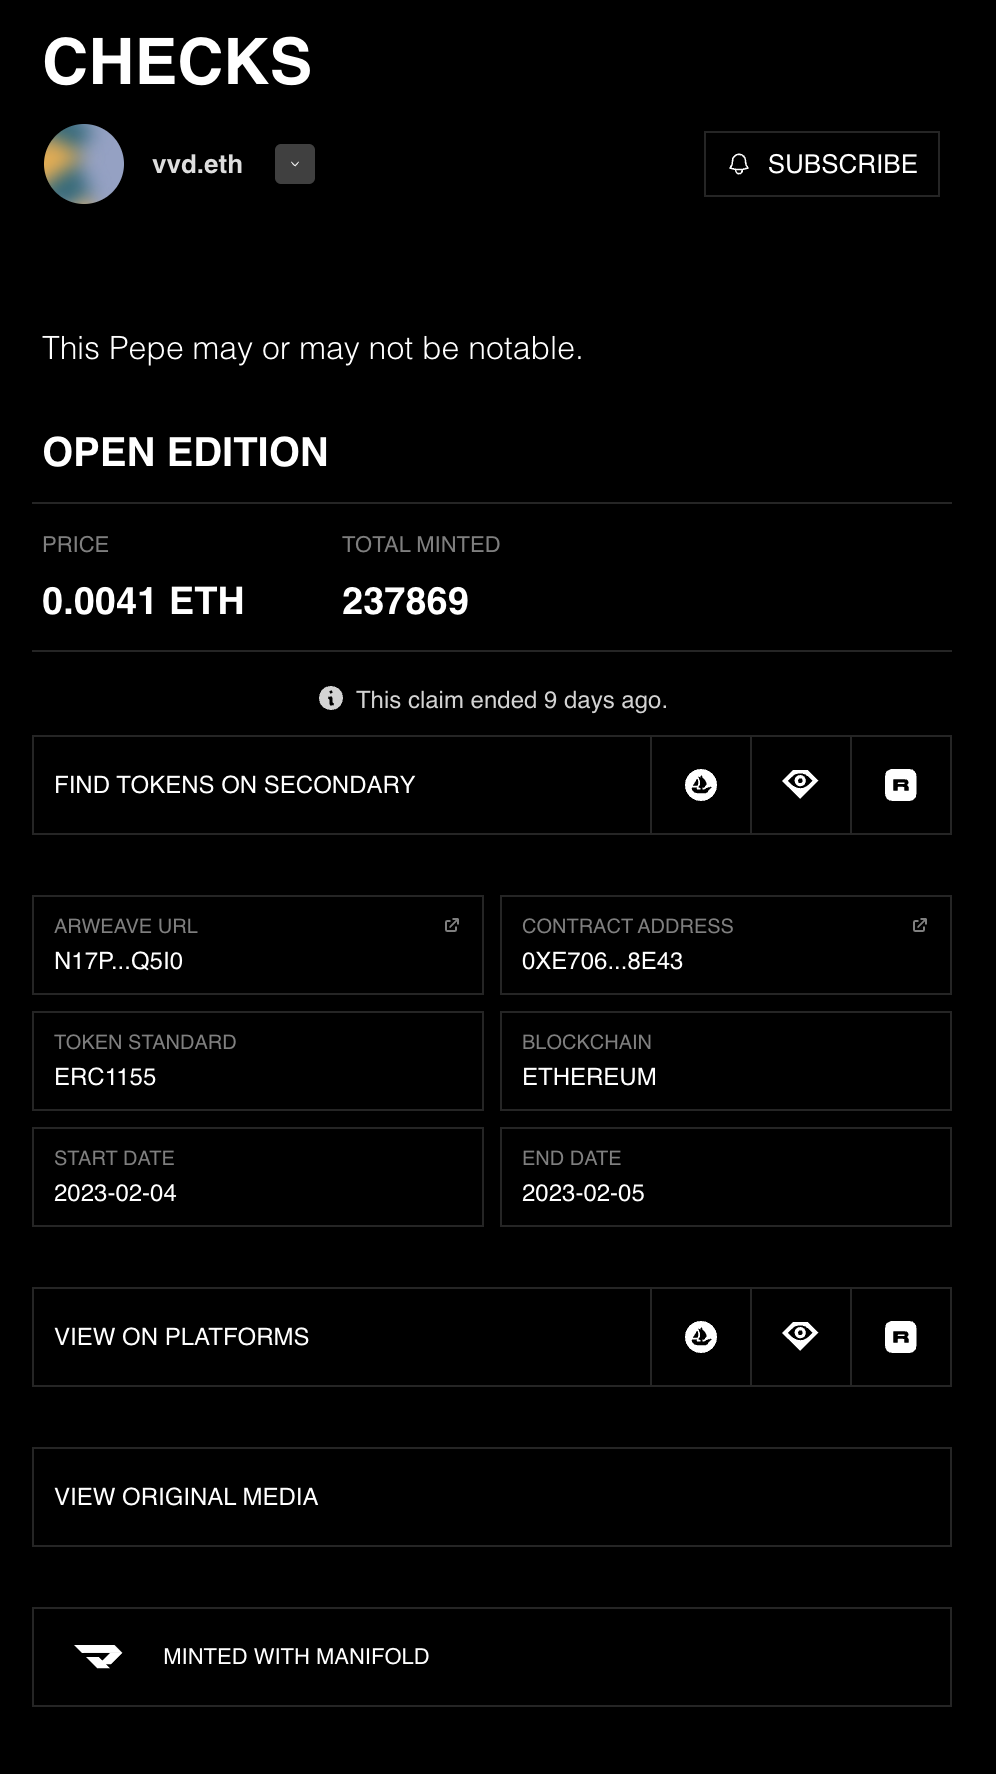 CHECKS
vvd.eth
SUBSCRIBE
This Pepe may or may not be notable.
OPEN EDITION
PRICE
TOTAL MINTED
0.0041 ETH
237869
This claim ended 9 days ago.
FIND TOKENS ON SECONDARY
R
ARWEAVE URL
CONTRACT ADDRESS
N17P...Q5I0
0XE706...8E43
TOKEN STANDARD
BLOCKCHAIN
ERC1155
ETHEREUM
START DATE
END DATE
2023-02-04
2023-02-05
VIEW ON PLATFORMS
R
VIEW ORIGINAL MEDIA
MINTED WITH MANIFOLD